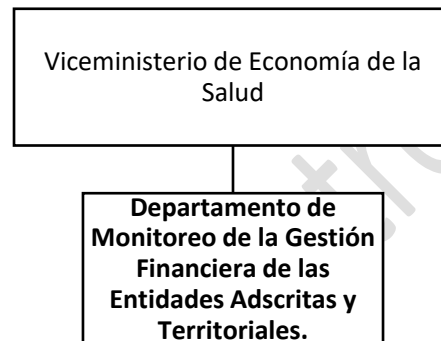 Viceministerio de Economía de la
Salud
Departamento de
Monitoreo de la Gestión
Financiera de las
Entidades Adscritas y
Territoriales.